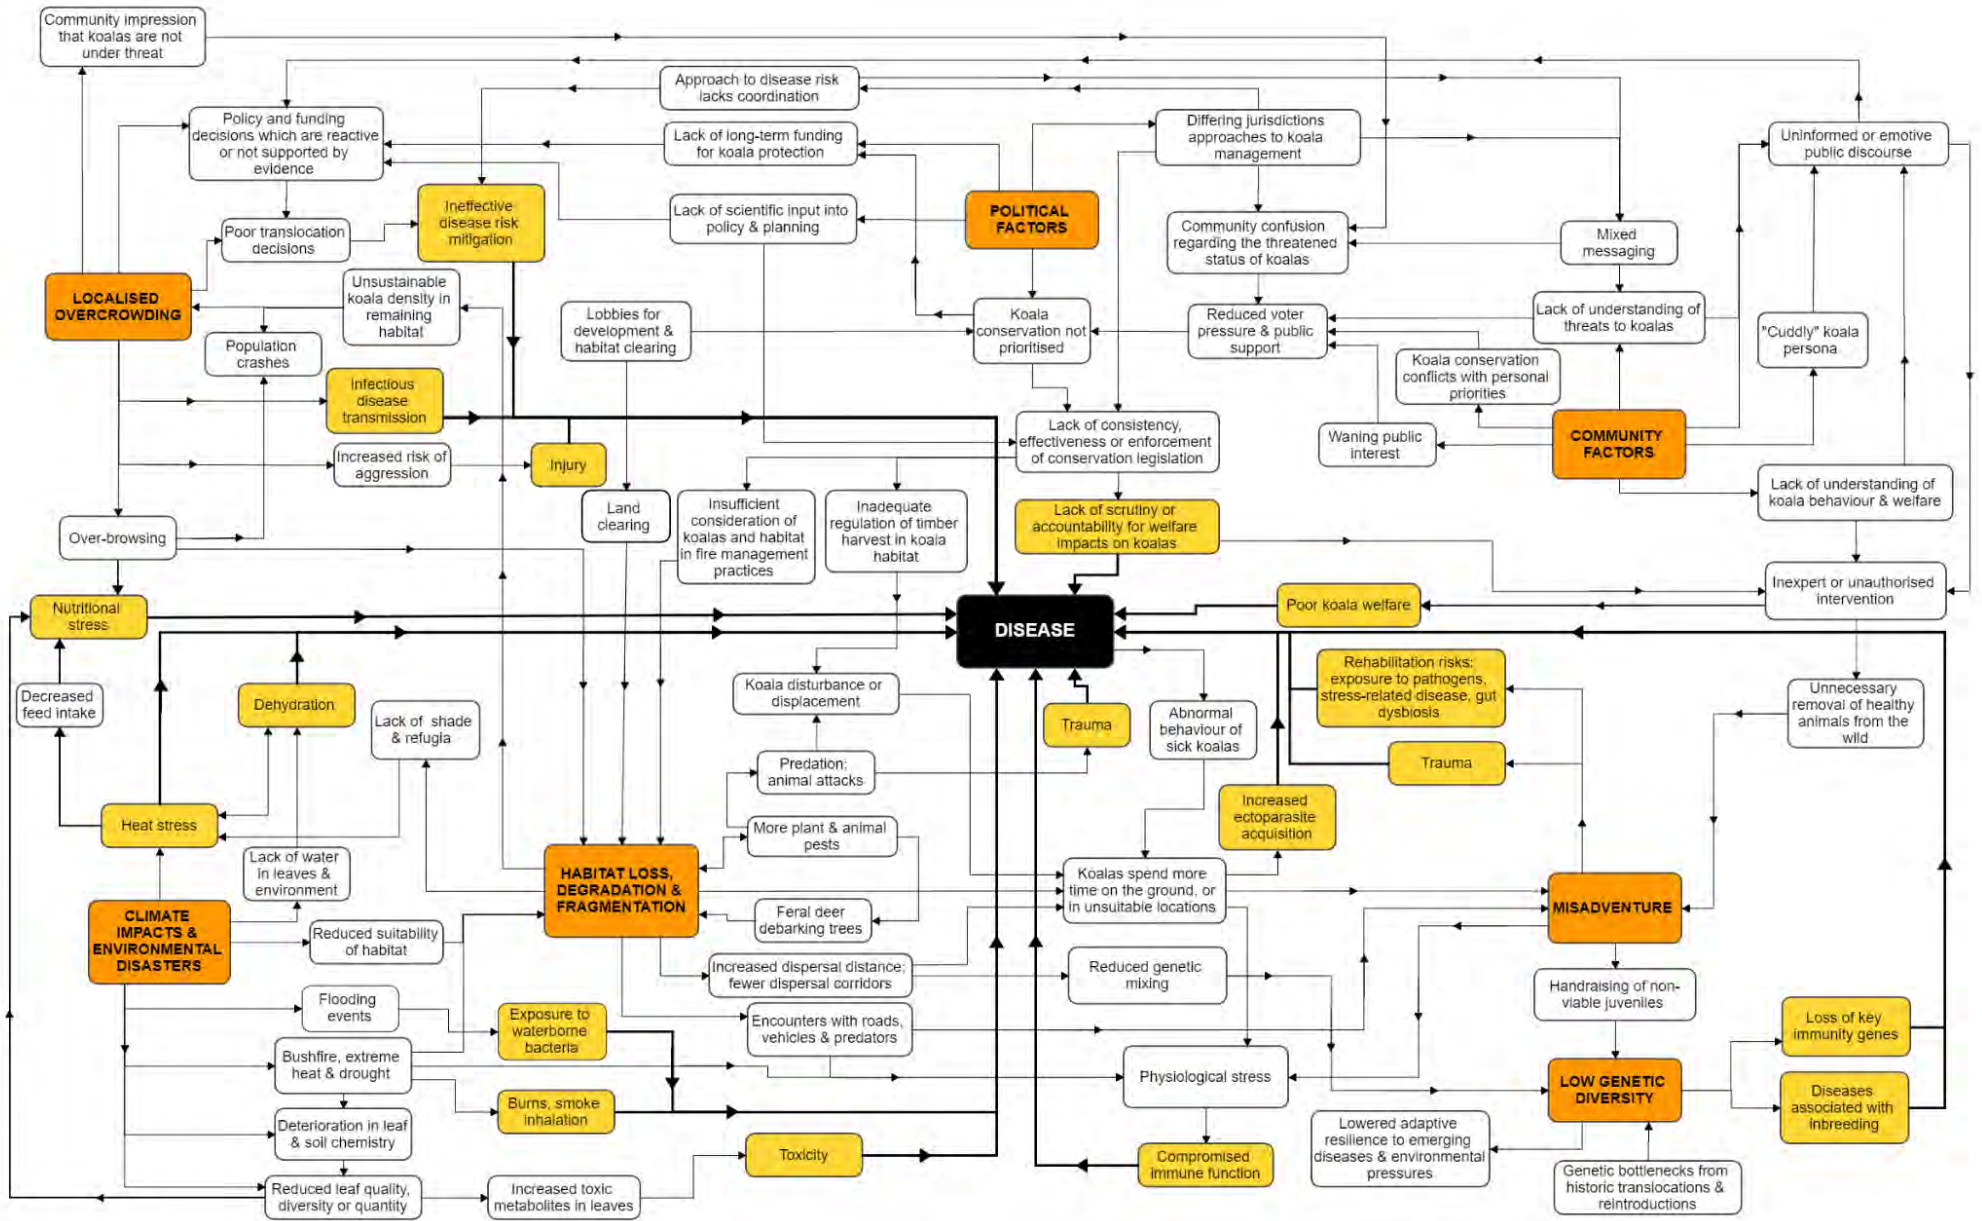 Community impression
that koalas are not
under threat
Approach to disease risk
lacks coordination
Policy and funding
decisions which are reactive
or not supported by
evidence
Lack of long-term funding
for koala protection
Differing jurisdictions
approaches to koala
management
Uninformed or emotive
public discourse
Ineffective
disease risk
mitigation
Poor translocation
decisions
Lack of scientific input into
policy & planning
POLITICAL
FACTORS
Community confusion
regarding the threatened
status of koalas
Mixed
messaging
LOCALISED
OVERCROWDING
Unsustainable
koala density in
remaining
habitat
Population
crashes
Lobbies for
development &
habitat clearing
Koala
conservation not
prioritised
Reduced voter
pressure & public
support
Lack of understanding of
threats to koalas
"Cuddly" koala
persona
Koala conservation
conflicts with personal
priorities
Infectious
disease
transmission
Increased risk of
aggression
Injury
Lack of consistency,
effectiveness or enforcement
of conservation legislation
Waning public
interest
COMMUNITY
FACTORS
Lack of understanding of
koala behaviour & welfare
Over-browsing
Land
clearing
Insufficient
consideration of
koalas and habitat
in fire management
practices
Inadequate
regulation of timber
harvest in koala
habitat
Lack of scrutiny or
accountability for welfare
impacts on koalas
Inexpert or unauthorised
intervention
Nutritional
stress
DISEASE
Poor koala welfare
Decreased
feed intake
Dehydration
Lack of shade
& refugia
Koala disturbance or
displacement
Trauma
Abnormal
behaviour of
sick koalas
Rehabilitation risks:
exposure to pathogens,
stress-related disease, gut
dysbiosis
Unnecessary
removal of healthy
animals from the
wild
Predation;
animal attacks
Trauma
Heat stress
More plant & animal
pests
Increased
ectoparasite
acquisition
Lack of water
in leaves &
environment
HABITAT LOSS,
DEGRADATION &
FRAGMENTATION
Koalas spend more
time on the ground, or
in unsuitable locations
MISADVENTURE
CLIMATE
IMPACTS &
ENVIRONMENTAL
DISASTERS
Reduced suitability
of habitat
Feral deer
debarking trees
Increased dispersal distance;
fewer dispersal corridors
Reduced genetic
mixing
Handraising of non-
viable juveniles
Flooding
events
Exposure to
waterborne
bacteria
Encounters with roads,
vehicles & predators
Loss of key
immunity genes
Bushfire, extreme
heat & drought
Physiological stress
LOW GENETIC
DIVERSITY
Diseases
associated with
inbreeding
Burns, smoke
inhalation
Deterioration in leaf
& soil chemistry
Toxicity
Compromised
immune function
Lowered adaptive
resilience to emerging
diseases & environmental
pressures
Genetic bottlenecks from
historic translocations &
reintroductions
Reduced leaf quality,
diversity or quantity
Increased toxic
metabolites in leaves